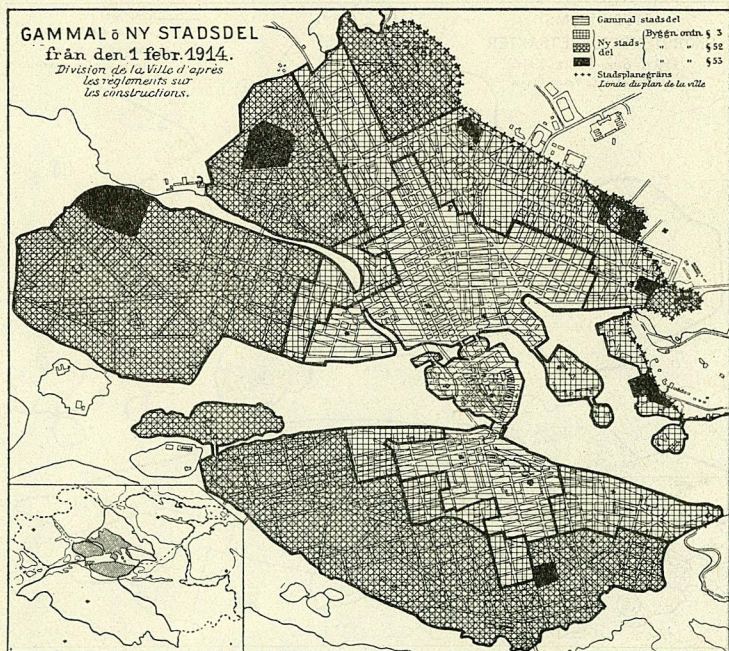 GAMMAL ō NY STADSDEL
från den 1 febr. 1914.
Division de la Ville d'après
les règlements sur
les constructions.
Gammal stadsdel
Ny stads-
del
Byggn. ordn. § 3
" " § 52
" " § 53
Stadsplanegräns
Limite du plan de la ville